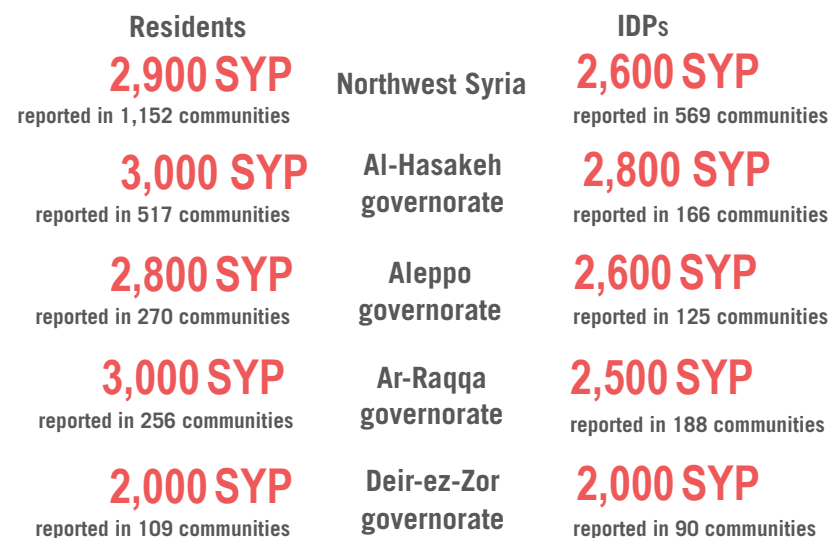 Residents
IDPs
2,900 SYP
Northwest Syria
2,600 SYP
reported in 1,152 communities
reported in 569 communities
3,000 SYP
Al-Hasakeh
governorate
2,800 SYP
reported in 517 communities
reported in 166 communities
2,800 SYP
Aleppo
governorate
2,600 SYP
reported in 270 communities
reported in 125 communities
3,000 SYP
Ar-Raqqa
governorate
2,500 SYP
reported in 256 communities
reported in 188 communities
2,000 SYP
Deir-ez-Zor
governorate
2,000 SYP
reported in 109 communities
reported in 90 communities